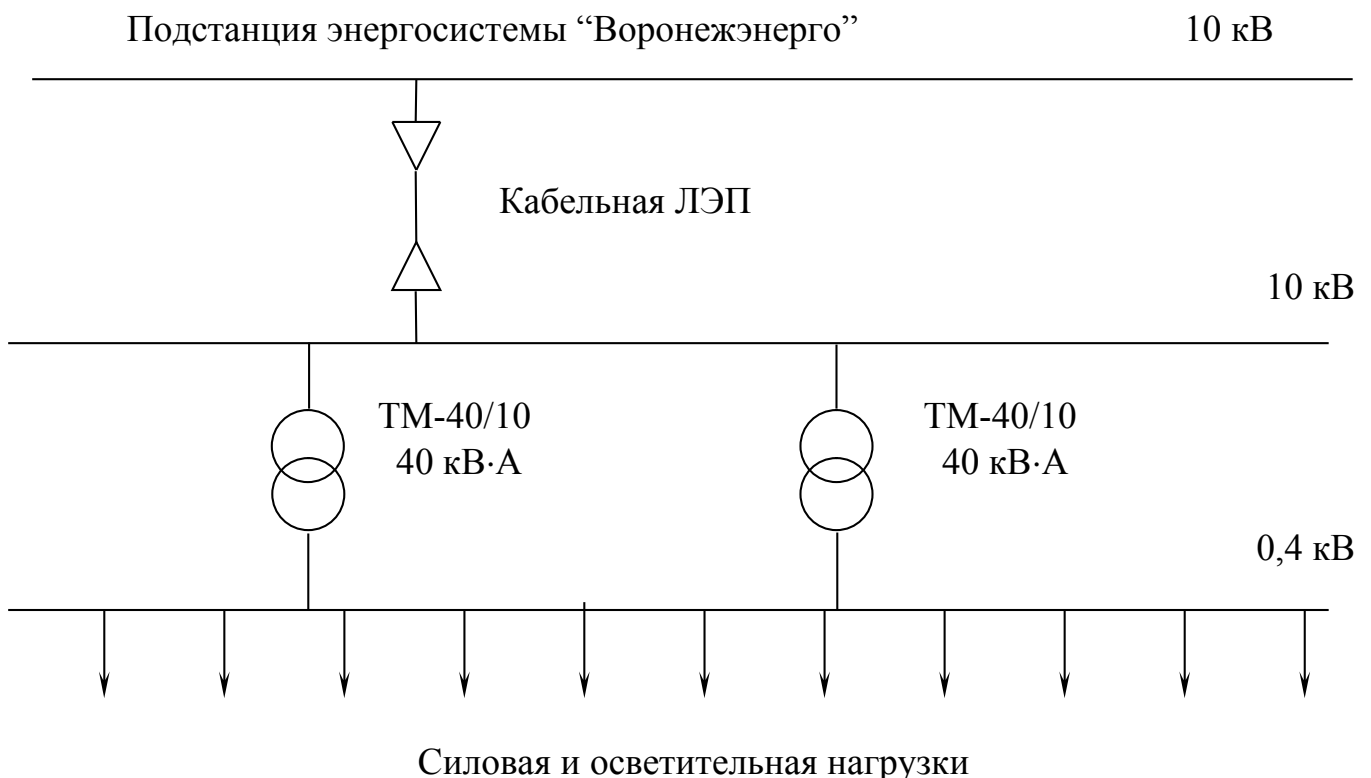 Подстанция энергосистемы “Воронежэнерго” 10 кВ
Кабельная ЛЭП
10 кВ
ТМ-40/10 ТМ-40/10
40 кВ·А 40 кВ·А
0,4 кВ
Силовая и осветительная нагрузки